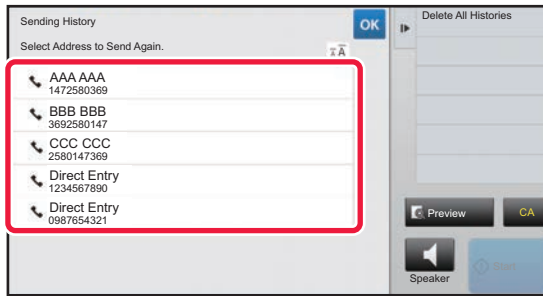 Sending History
OK
Select Address to Send Again.
AAA AAA
1472580369
BBB BBB
3692580147
CCC CCC
2580147369
Direct Entry
1234567890
Direct Entry
0987654321
Delete All Histories
Preview
CA
Speaker
Start